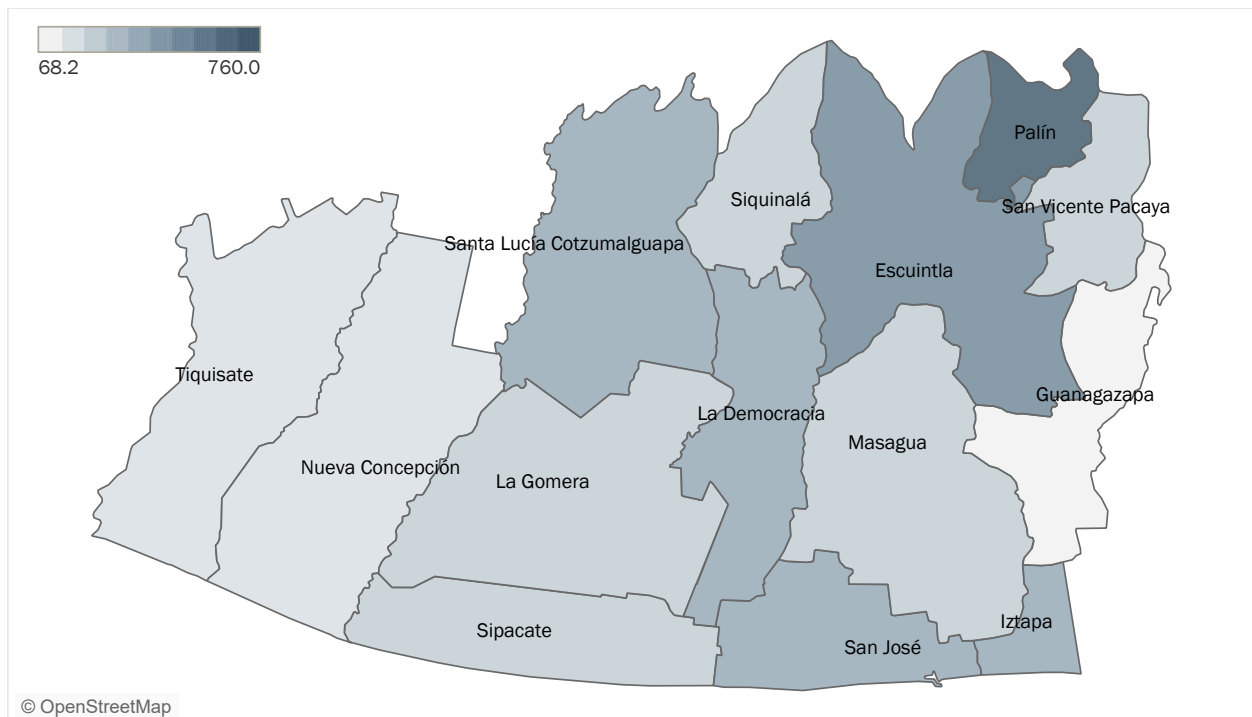 68.2 760.0
Palín
Siquinalá
San Vicente Pacaya
Santa Lucía Cotzumalguapa
Escuintla
Tiquisate
Guanagazapa
La Democracia
Masagua
Nueva Concepción
La Gomera
Iztapa
Sipacate
San José
© OpenStreetMap